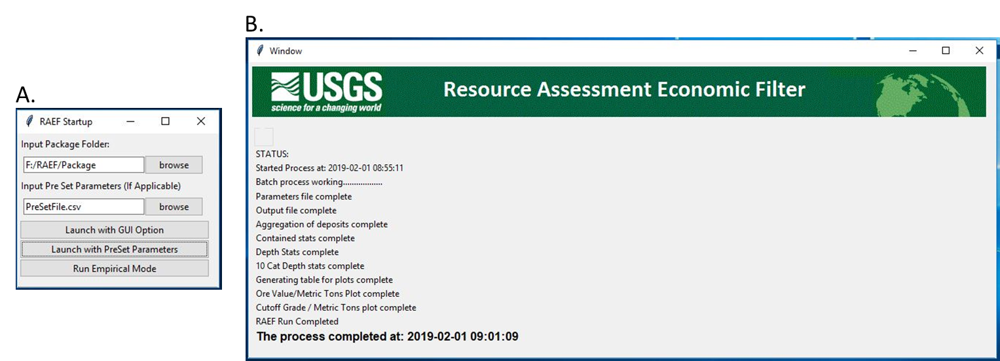 A.
RAEF Startup
Input Package Folder:
F:/RAEF/Package browse
Input Pre Set Parameters (If Applicable)
PreSetFile.csv browse
Launch with GUI Option
Launch with PreSet Parameters
Run Empirical Mode
B.
Window
USGS
science for a changing world
Resource Assessment Economic Filter
STATUS:
Started Process at: 2019-02-01 08:55:11
Batch process working..................
Parameters file complete
Output file complete
Aggregation of deposits complete
Contained stats complete
Depth Stats complete
10 Cat Depth stats complete
Generating table for plots complete
Ore Value/Metric Tons Plot complete
Cutoff Grade / Metric Tons plot complete
RAEF Run Completed
The process completed at: 2019-02-01 09:01:09